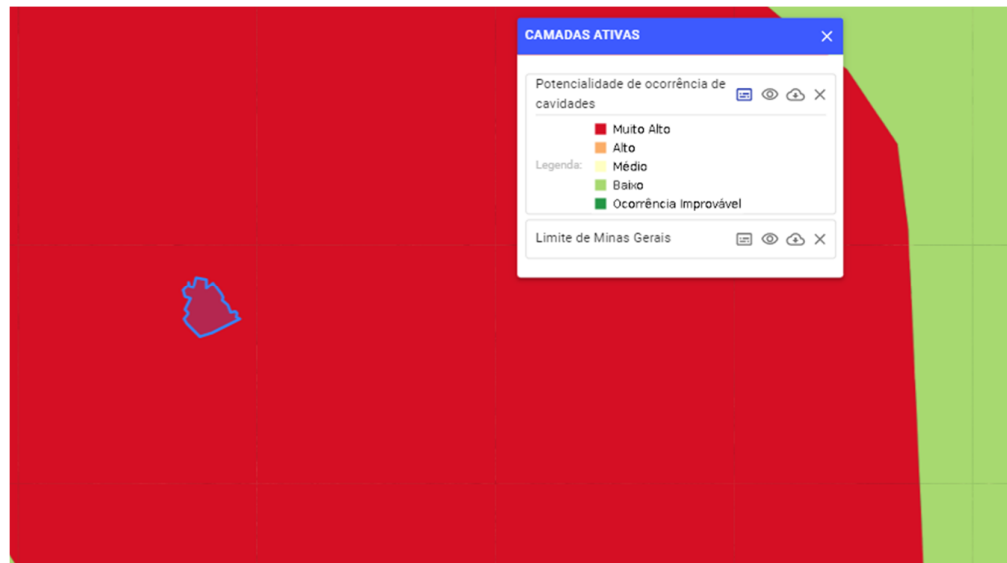 CAMADAS ATIVAS
Potencialidade de ocorrência de
cavidades
Legenda:
Muito Alto
Alto
Médio
Baixo
Ocorrência Improvável
Limite de Minas Gerais